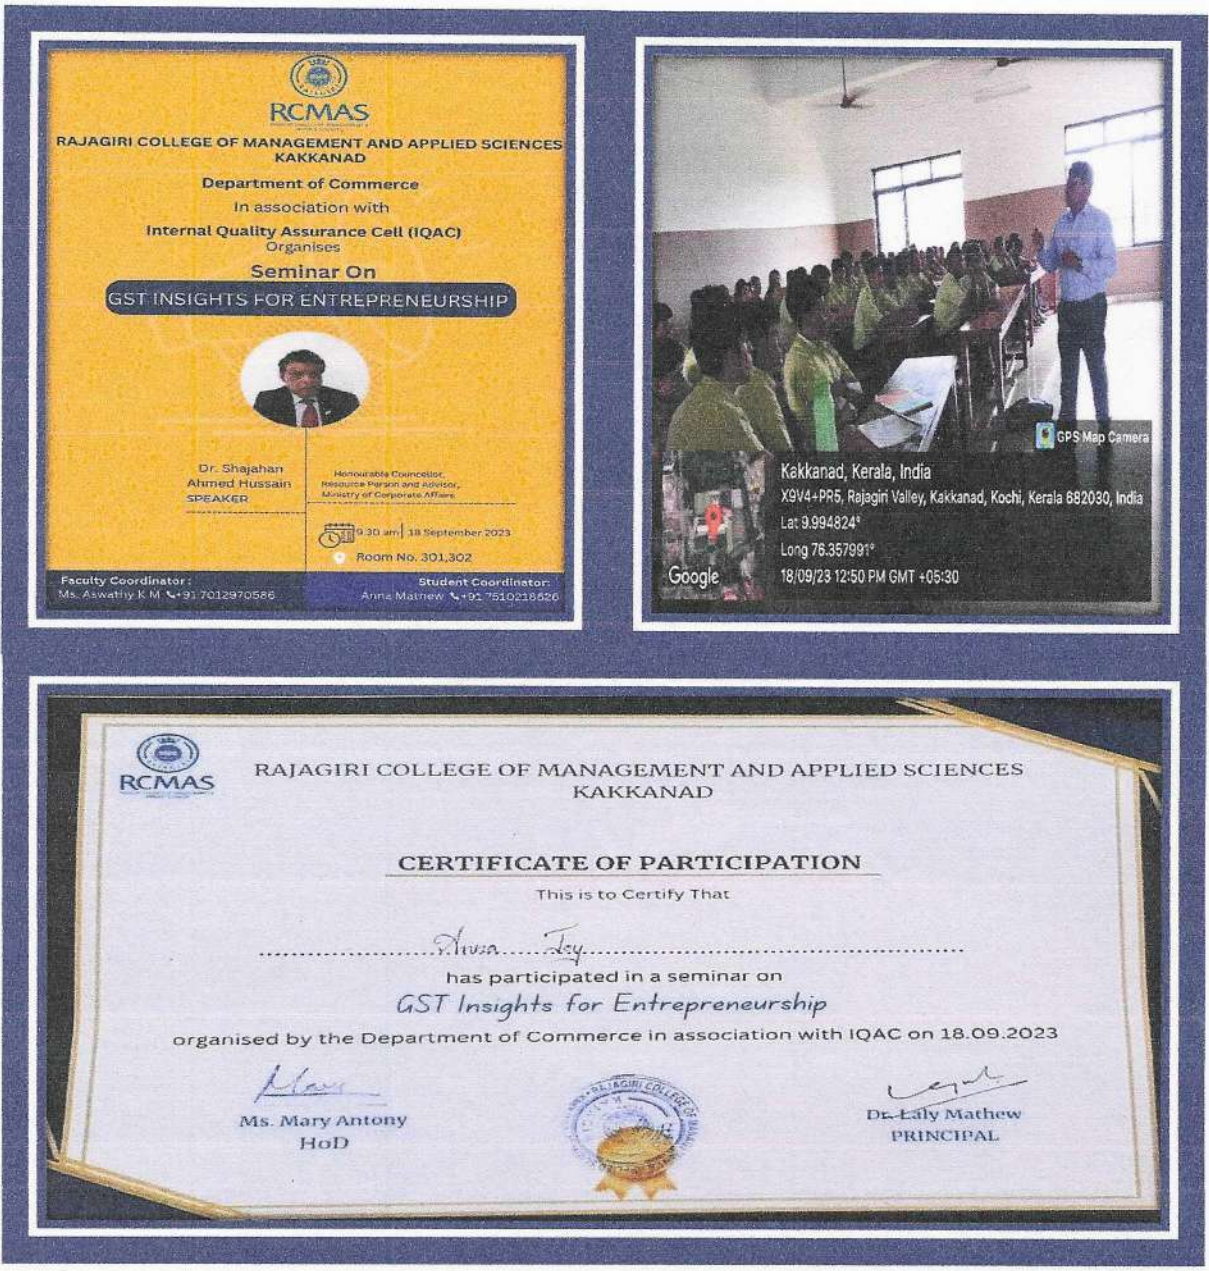 RCMAS
RAJAGIRI COLLEGE OF MANAGEMENT AND APPLIED SCIENCES
KAKKANAD
Department of Commerce
In association with
Internal Quality Assurance Cell (IQAC)
Organises
Seminar On
GST INSIGHTS FOR ENTREPRENEURSHIP
Dr. Shajahan
Ahmed Hussain
SPEAKER
Honourable Councellor,
Resource Person and Advisor,
Ministry of Corporate Affairs
9.30 am 18 September 2023
Room No. 301,302
Faculty Coordinator :
Ms. Aswathy K M +91 7012970586
Student Coordinator:
Anna Mathew +91 7510218626
GPS Map Camera
Kakkanad, Kerala, India
X9V4+PR5, Rajagiri Valley, Kakkanad, Kochi, Kerala 682030, India
Lat 9.994824°
Long 76.357991°
18/09/23 12:50 PM GMT +05:30
Google
RCMAS
RAJAGIRI COLLEGE OF MANAGEMENT AND APPLIED SCIENCES
KAKKANAD
CERTIFICATE OF PARTICIPATION
This is to Certify That
Joy
has participated in a seminar on
GST Insights for Entrepreneurship
organised by the Department of Commerce in association with IQAC on 18.09.2023
Ms. Mary Antony
HoD
RAJAGIRI COLLEGE OF
Dr. Laly Mathew
PRINCIPAL